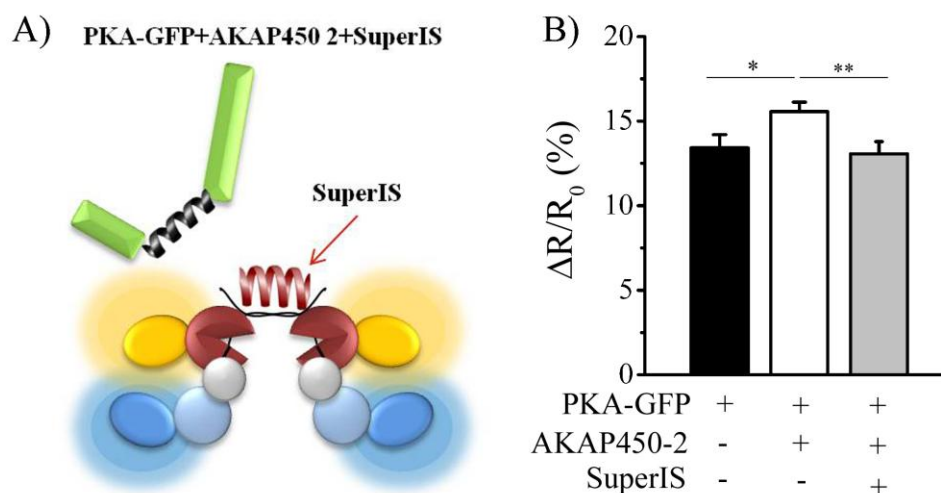 A)
PKA-GFP+AKAP450 2+SuperIS
SuperIS
B)
20
15
10
5
0
ΔR/R0 (%)
* **
PKA-GFP + + +
AKAP450-2 - + +
SuperIS - - +